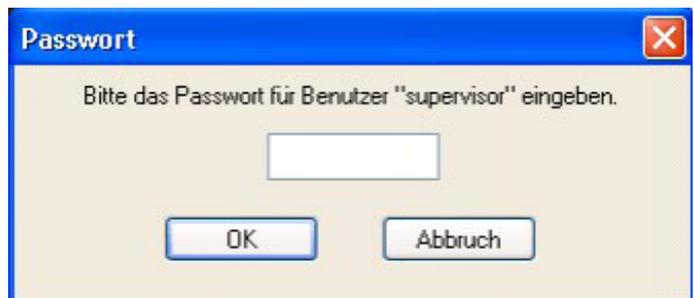 Passwort
Bitte das Passwort für Benutzer "supervisor" eingeben.
OK
Abbruch